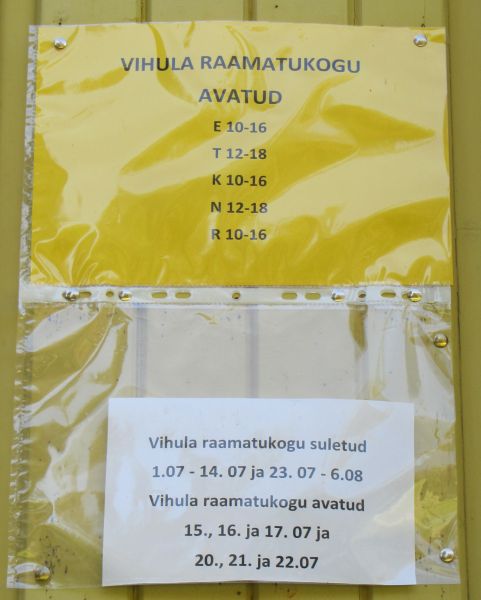 VIHULA RAAMATUKOGU
AVATUD
E 10-16
T 12-18
K 10-16
N 12-18
R 10-16
Vihula raamatukogu suletud
1.07 - 14. 07 ja 23. 07 - 6.08
Vihula raamatukogu avatud
15., 16. ja 17. 07 ja
20., 21. ja 22.07